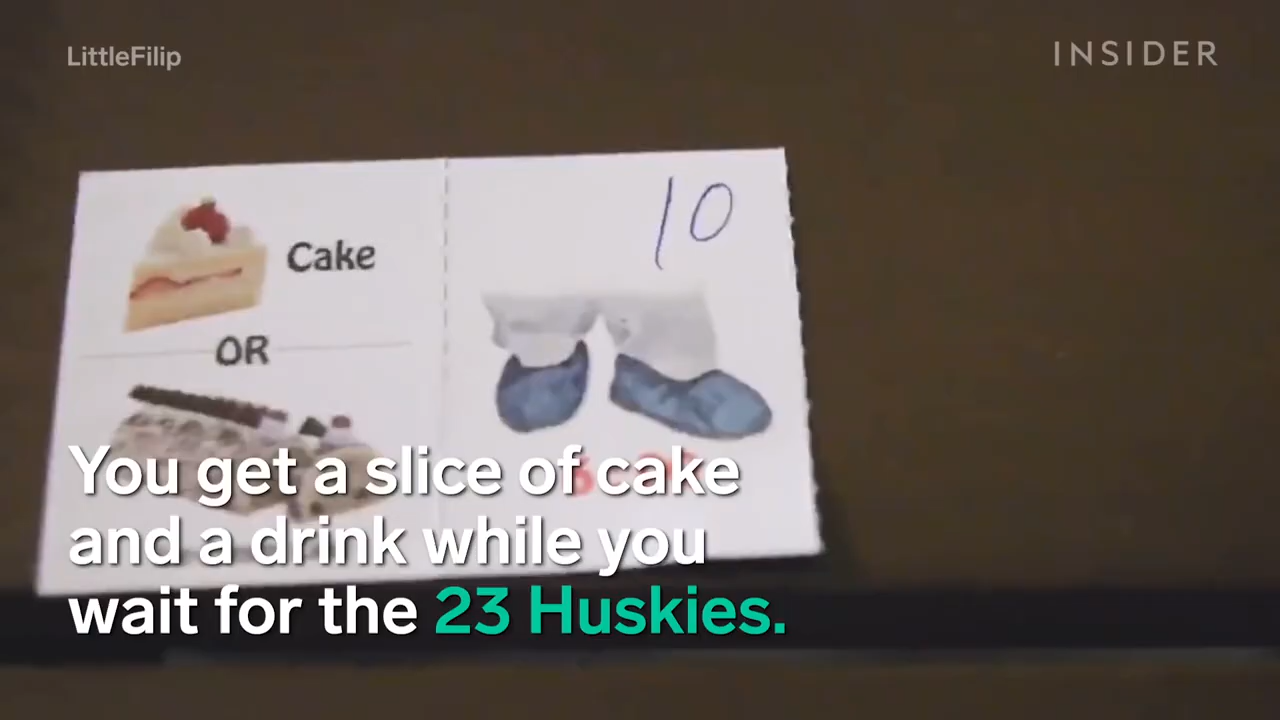 LittleFilip
INSIDER
10
Cake
OR
You get a slice of cake
and a drink while you
wait for the 23 Huskies.